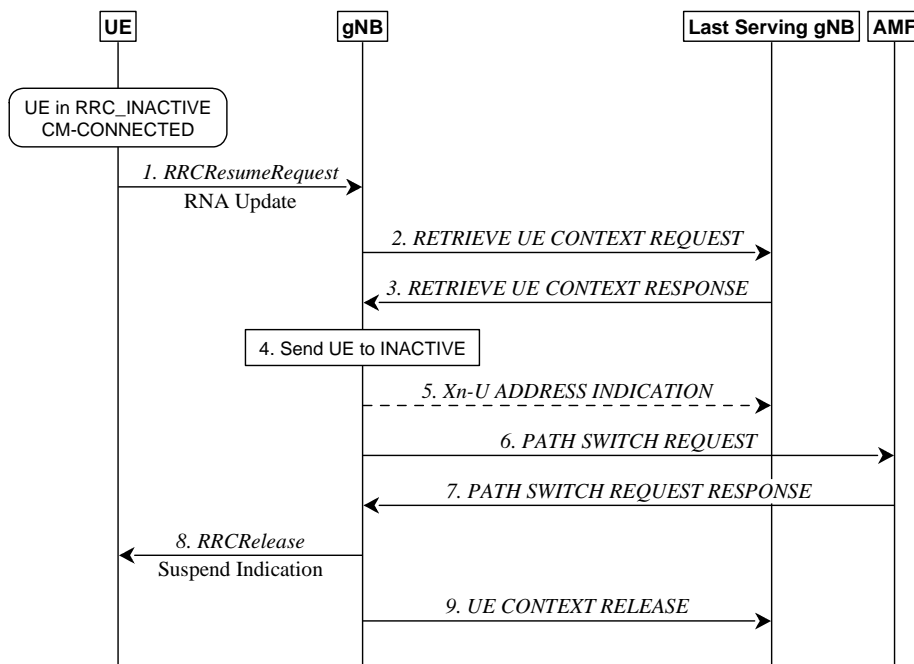 UE
gNB
Last Serving gNB
AMF
UE in RRC_INACTIVE
CM-CONNECTED
1. RRCResumeRequest
RNA Update
2. RETRIEVE UE CONTEXT REQUEST
3. RETRIEVE UE CONTEXT RESPONSE
4. Send UE to INACTIVE
5. Xn-U ADDRESS INDICATION
6. PATH SWITCH REQUEST
7. PATH SWITCH REQUEST RESPONSE
8. RRCRelease
Suspend Indication
9. UE CONTEXT RELEASE